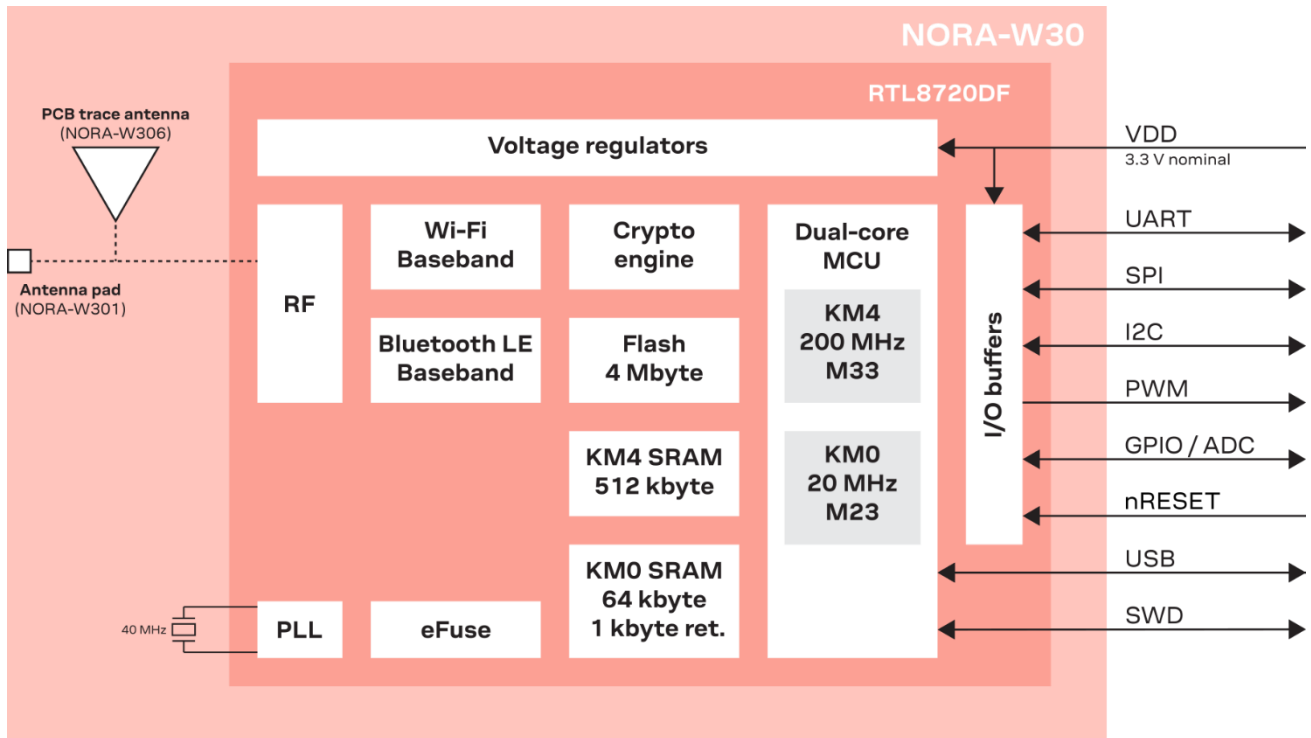 NORA-W30
RTL8720DF
PCB trace antenna
(NORA-W306)
Antenna pad
(NORA-W301)
Voltage regulators
RF
Wi-Fi
Baseband
Crypto
engine
Dual-core
MCU
Bluetooth LE
Baseband
Flash
4 Mbyte
KM4
200 MHz
M33
KM4 SRAM
512 kbyte
KM0
20 MHz
M23
KM0 SRAM
64 kbyte
1 kbyte ret.
40 MHz
PLL
eFuse
I/O buffers
VDD
3.3 V nominal
UART
SPI
I2C
PWM
GPIO / ADC
nRESET
USB
SWD